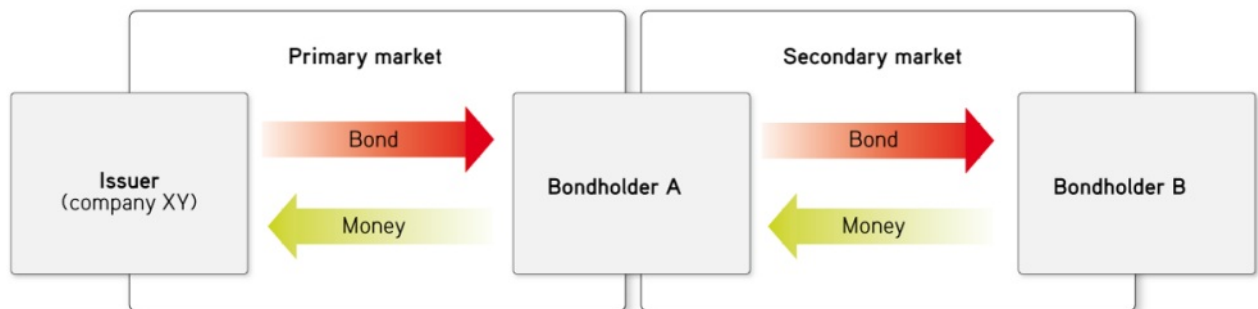 Primary market
Secondary market
Bond
Bond
Issuer
(company XY)
Bondholder A
Bondholder B
Money
Money